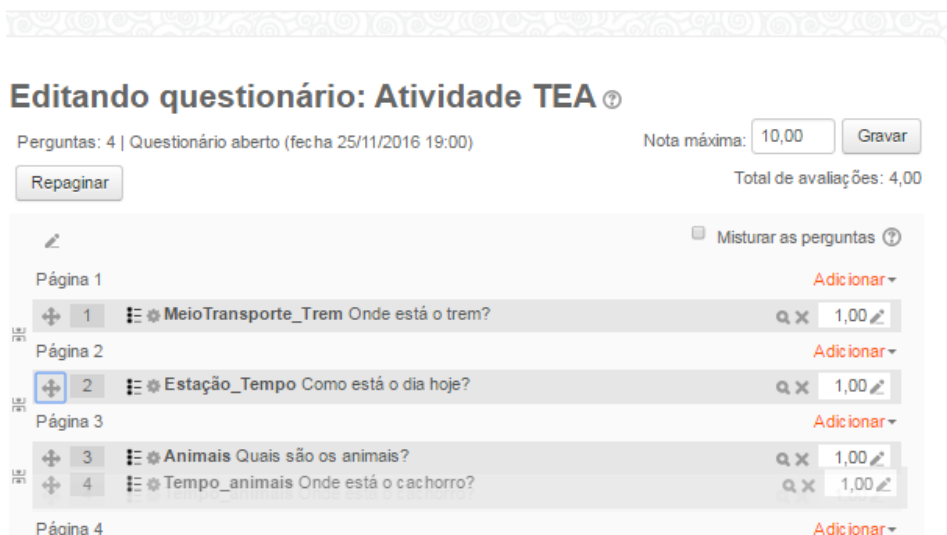 Editando questionário: Atividade TEA
Perguntas: 4 | Questionário aberto (fecha 25/11/2016 19:00)
Nota máxima: 10,00 Gravar
Repaginar
Total de avaliações: 4,00
Misturar as perguntas
Página 1 Adicionar
1 MeioTransporte_Trem Onde está o trem? 1,00
Página 2 Adicionar
2 Estação_Tempo Como está o dia hoje? 1,00
Página 3 Adicionar
3 Animais Quais são os animais? 1,00
4 Tempo_animais Onde está o cachorro? 1,00
Página 4 Adicionar